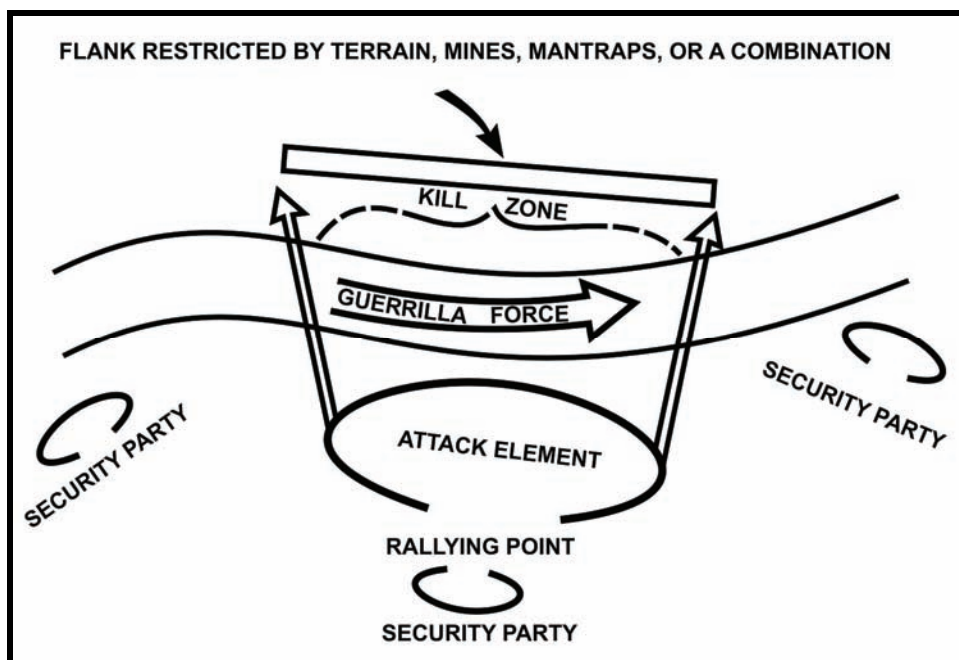 FLANK RESTRICTED BY TERRAIN, MINES, MANTRAPS, OR A COMBINATION
KILL ZONE
GUERRILLA FORCE
SECURITY PARTY
ATTACK ELEMENT
SECURITY PARTY
RALLYING POINT
SECURITY PARTY